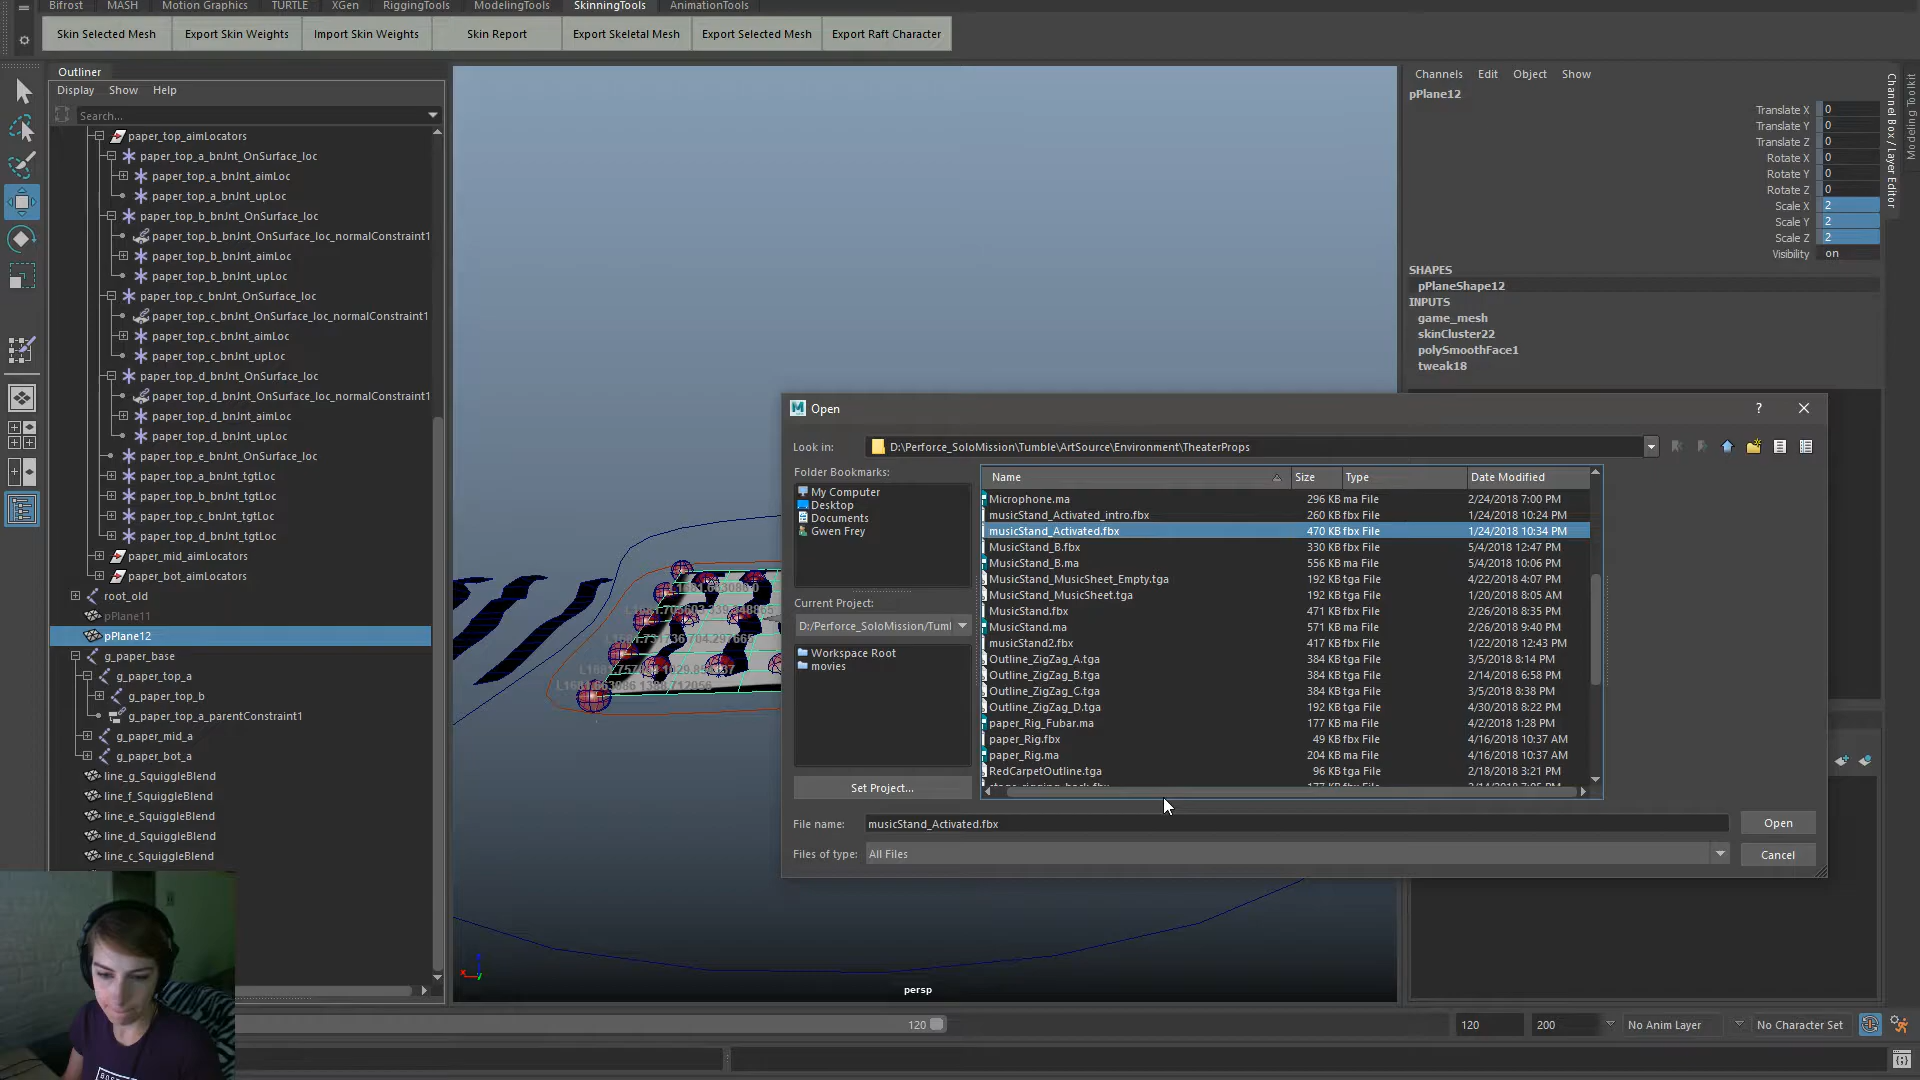 Bifrost MASH Motion Graphics TURTLE XGen RiggingTools ModelingTools SkinningTools AnimationTools
Skin Selected Mesh Export Skin Weights Import Skin Weights Skin Report Export Skeletal Mesh Export Selected Mesh Export Raft Character
Outliner
Display Show Help
Search...
paper_top_aimLocators
paper_top_a_bnJnt_OnSurface_loc
paper_top_a_bnJnt_aimLoc
paper_top_a_bnJnt_upLoc
paper_top_b_bnJnt_OnSurface_loc
paper_top_b_bnJnt_OnSurface_loc_normalConstraint1
paper_top_b_bnJnt_aimLoc
paper_top_b_bnJnt_upLoc
paper_top_c_bnJnt_OnSurface_loc
paper_top_c_bnJnt_OnSurface_loc_normalConstraint1
paper_top_c_bnJnt_aimLoc
paper_top_c_bnJnt_upLoc
paper_top_d_bnJnt_OnSurface_loc
paper_top_d_bnJnt_OnSurface_loc_normalConstraint1
paper_top_d_bnJnt_aimLoc
paper_top_d_bnJnt_upLoc
paper_top_e_bnJnt_OnSurface_loc
paper_top_a_bnJnt_tgtLoc
paper_top_b_bnJnt_tgtLoc
paper_top_c_bnJnt_tgtLoc
paper_top_d_bnJnt_tgtLoc
paper_mid_aimLocators
paper_bot_aimLocators
root_old
pPlane11
pPlane12
g_paper_base
g_paper_top_a
g_paper_top_b
g_paper_top_a_parentConstraint1
g_paper_mid_a
g_paper_bot_a
line_g_SquiggleBlend
line_f_SquiggleBlend
line_e_SquiggleBlend
line_d_SquiggleBlend
line_c_SquiggleBlend
persp
Channels Edit Object Show
pPlane12
Translate X 0
Translate Y 0
Translate Z 0
Rotate X 0
Rotate Y 0
Rotate Z 0
Scale X 2
Scale Y 2
Scale Z 2
Visibility on
SHAPES
pPlaneShape12
INPUTS
game_mesh
skinCluster22
polySmoothFace1
tweak18
Channel Box / Layer Editor
Modeling Toolkit
Open
Look in: D:\Perforce_SoloMission\Tumble\ArtSource\Environment\TheaterProps
Folder Bookmarks:
My Computer
Desktop
Documents
Gwen Frey
Current Project:
D:/Perforce_SoloMission/Tuml
Workspace Root
movies
Set Project...
Name Size Type Date Modified
Microphone.ma 296 KB ma File 2/24/2018 7:00 PM
musicStand_Activated_intro.fbx 260 KB fbx File 1/24/2018 10:24 PM
musicStand_Activated.fbx 470 KB fbx File 1/24/2018 10:34 PM
MusicStand_B.fbx 330 KB fbx File 5/4/2018 12:47 PM
MusicStand_B.ma 556 KB ma File 5/4/2018 10:06 PM
MusicStand_MusicSheet_Empty.tga 192 KB tga File 4/22/2018 4:07 PM
MusicStand_MusicSheet.tga 192 KB tga File 1/20/2018 8:05 AM
MusicStand.fbx 471 KB fbx File 2/26/2018 8:35 PM
MusicStand.ma 571 KB ma File 2/26/2018 9:40 PM
musicStand2.fbx 417 KB fbx File 1/22/2018 12:43 PM
Outline_ZigZag_A.tga 384 KB tga File 3/5/2018 8:14 PM
Outline_ZigZag_B.tga 384 KB tga File 2/14/2018 6:58 PM
Outline_ZigZag_C.tga 384 KB tga File 3/5/2018 8:38 PM
Outline_ZigZag_D.tga 192 KB tga File 4/30/2018 8:22 PM
paper_Rig_Fubar.ma 177 KB ma File 4/2/2018 1:28 PM
paper_Rig.fbx 49 KB fbx File 4/16/2018 10:37 AM
paper_Rig.ma 204 KB ma File 4/16/2018 10:37 AM
RedCarpetOutline.tga 96 KB tga File 2/18/2018 3:21 PM
File name: musicStand_Activated.fbx
Files of type: All Files
Open
Cancel
120 120 200 No Anim Layer No Character Set